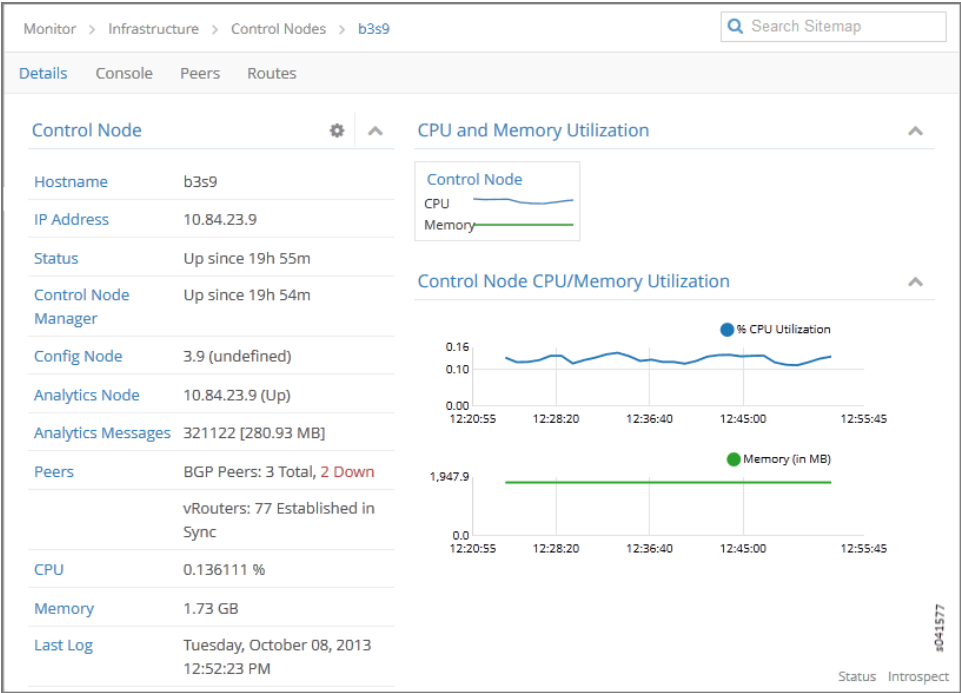 Monitor > Infrastructure > Control Nodes > b3s9
Search Sitemap
Details Console Peers Routes
Control Node
Hostname b3s9
IP Address 10.84.23.9
Status Up since 19h 55m
Control Node Manager Up since 19h 54m
Config Node 3.9 (undefined)
Analytics Node 10.84.23.9 (Up)
Analytics Messages 321122 [280.93 MB]
Peers BGP Peers: 3 Total, 2 Down
vRouters: 77 Established in
Sync
CPU 0.136111 %
Memory 1.73 GB
Last Log Tuesday, October 08, 2013
12:52:23 PM
CPU and Memory Utilization
Control Node
CPU
Memory
Control Node CPU/Memory Utilization
% CPU Utilization
0.16
0.10
0.00
12:20:55 12:28:20 12:36:40 12:45:00 12:55:45
Memory (in MB)
1,947.9
0.0
12:20:55 12:28:20 12:36:40 12:45:00 12:55:45
s041577
Status Introspect